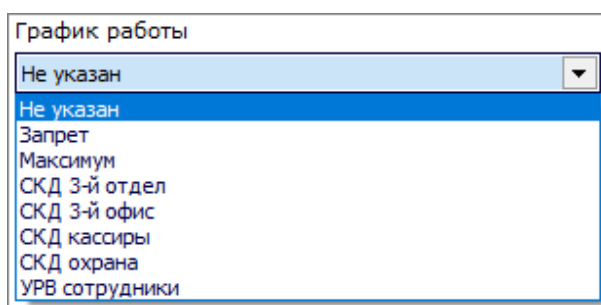 График работы
Не указан
Не указан
Запрет
Максимум
СКД 3-й отдел
СКД 3-й офис
СКД кассиры
СКД охрана
УРВ сотрудники